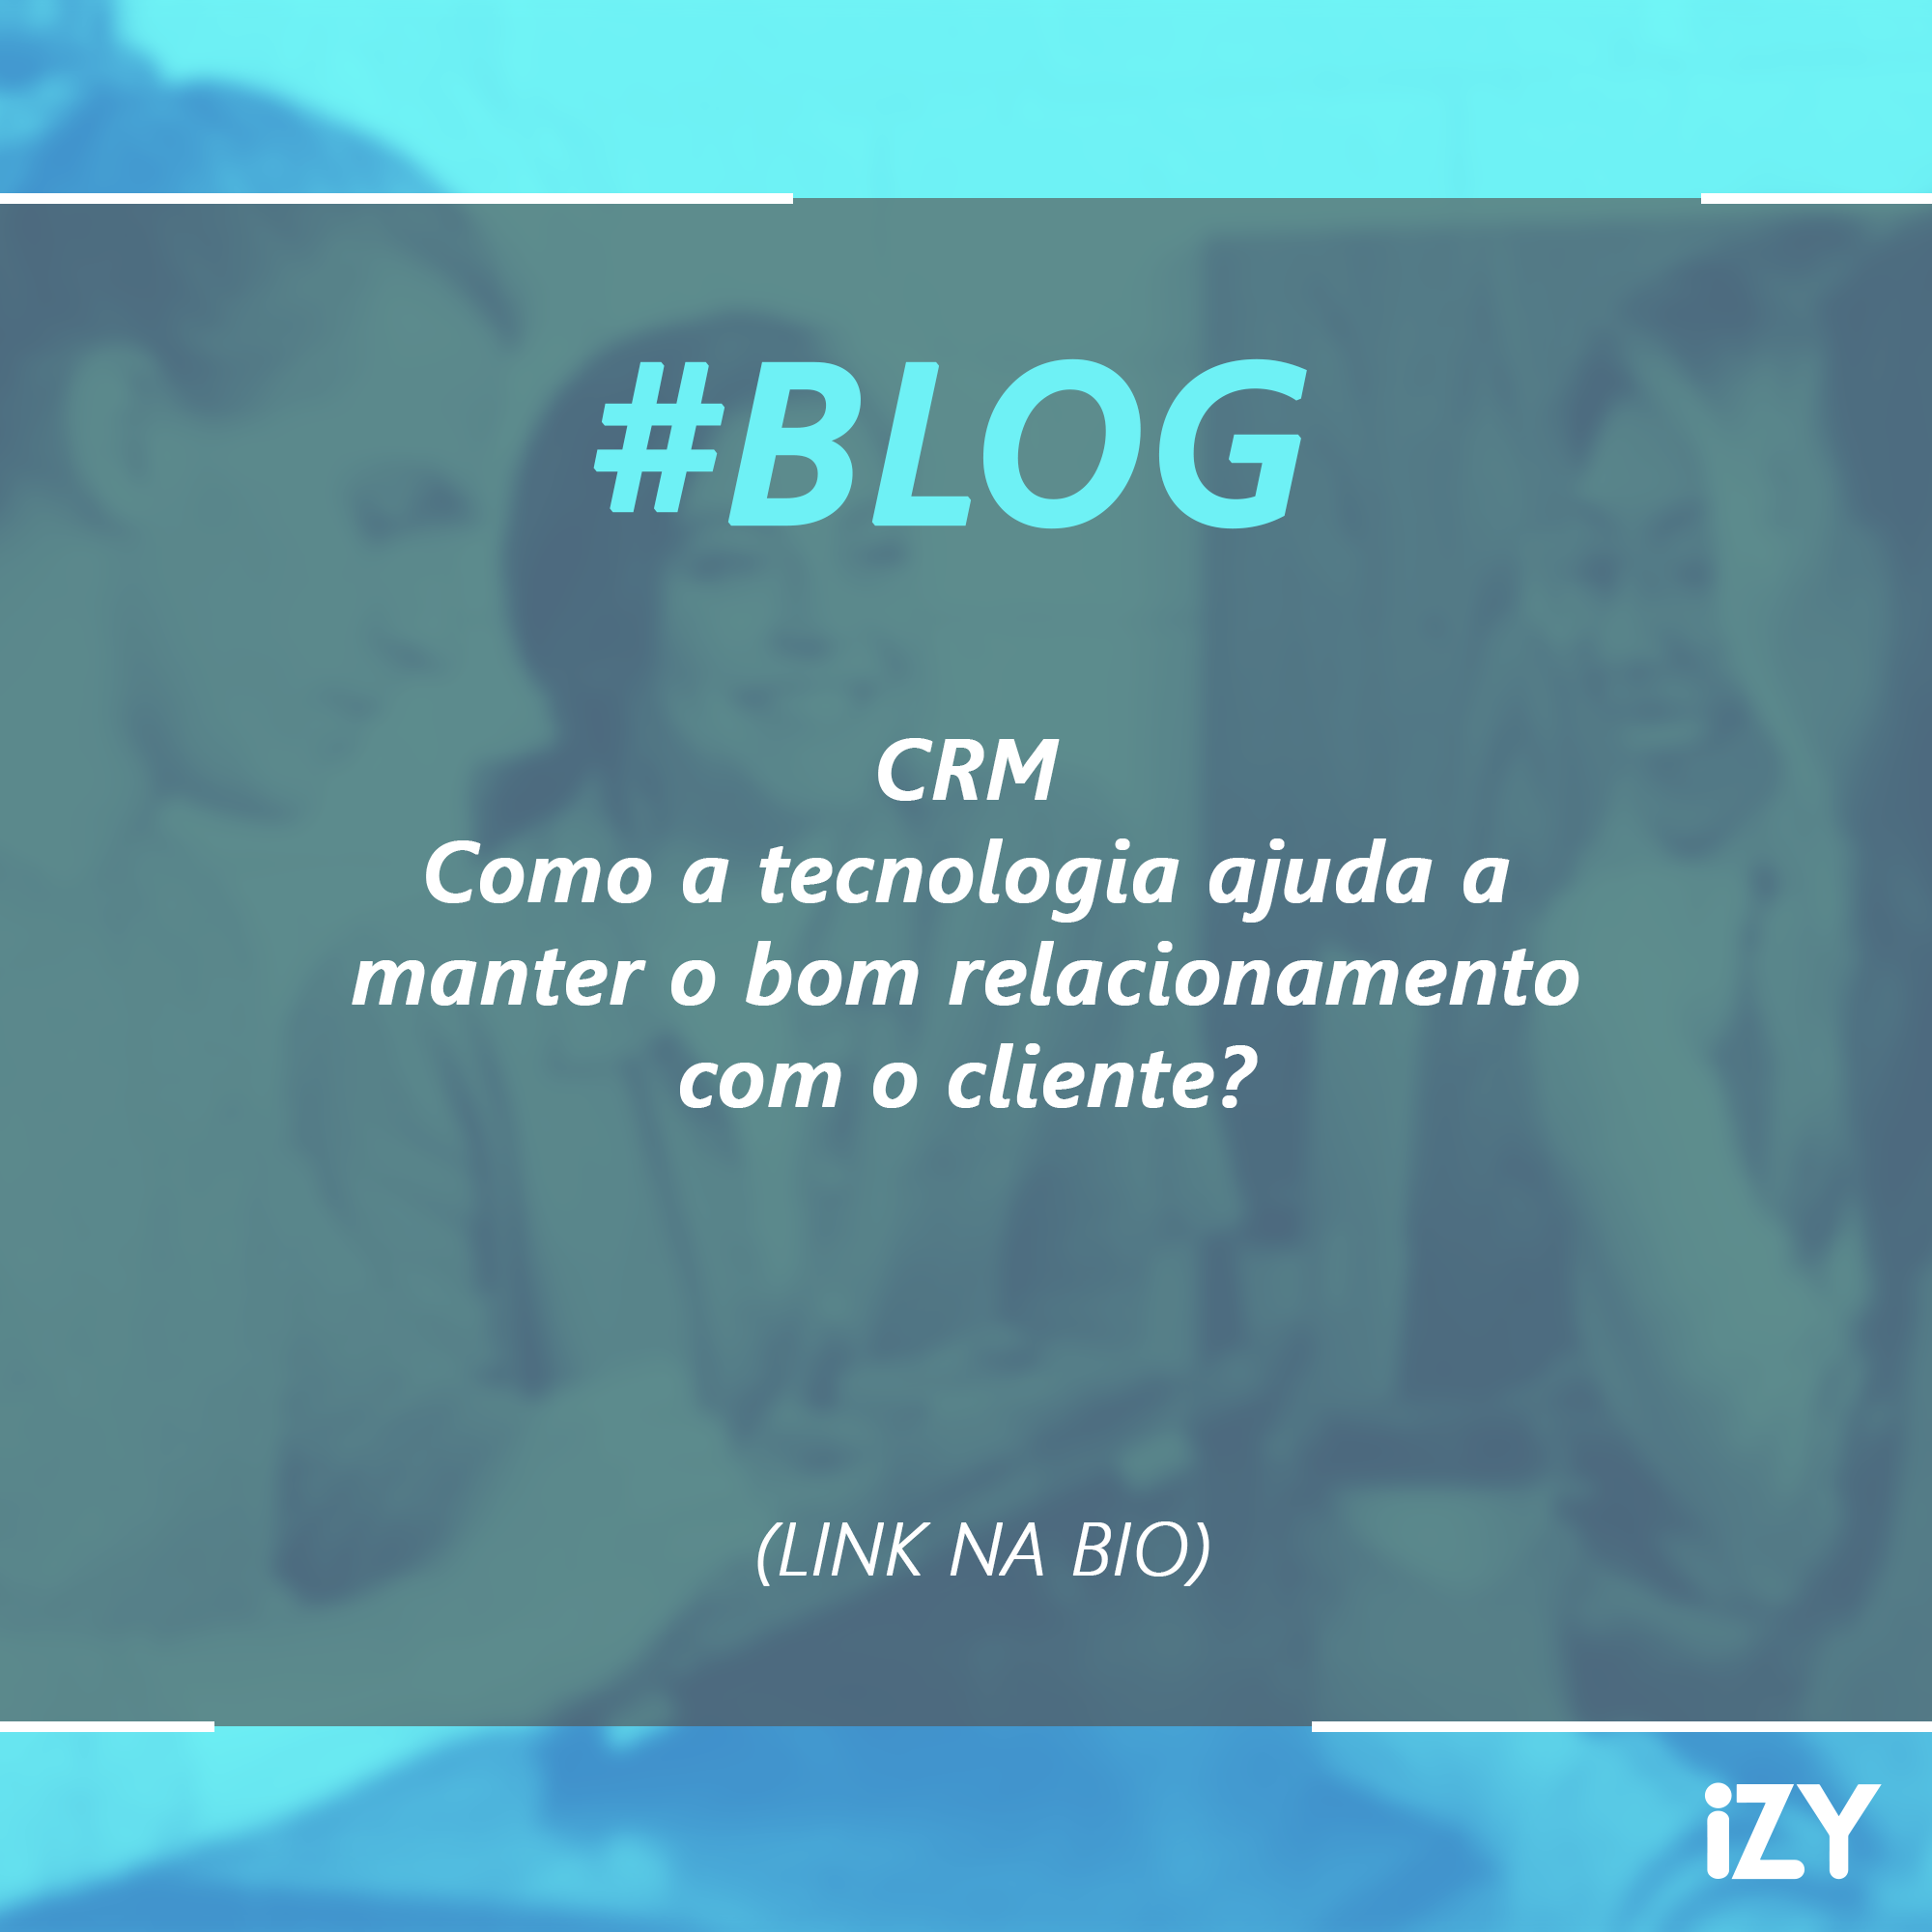 #BLOG
CRM
Como a tecnologia ajuda a
manter o bom relacionamento
com o cliente?
(LINK NA BIO)
iZY